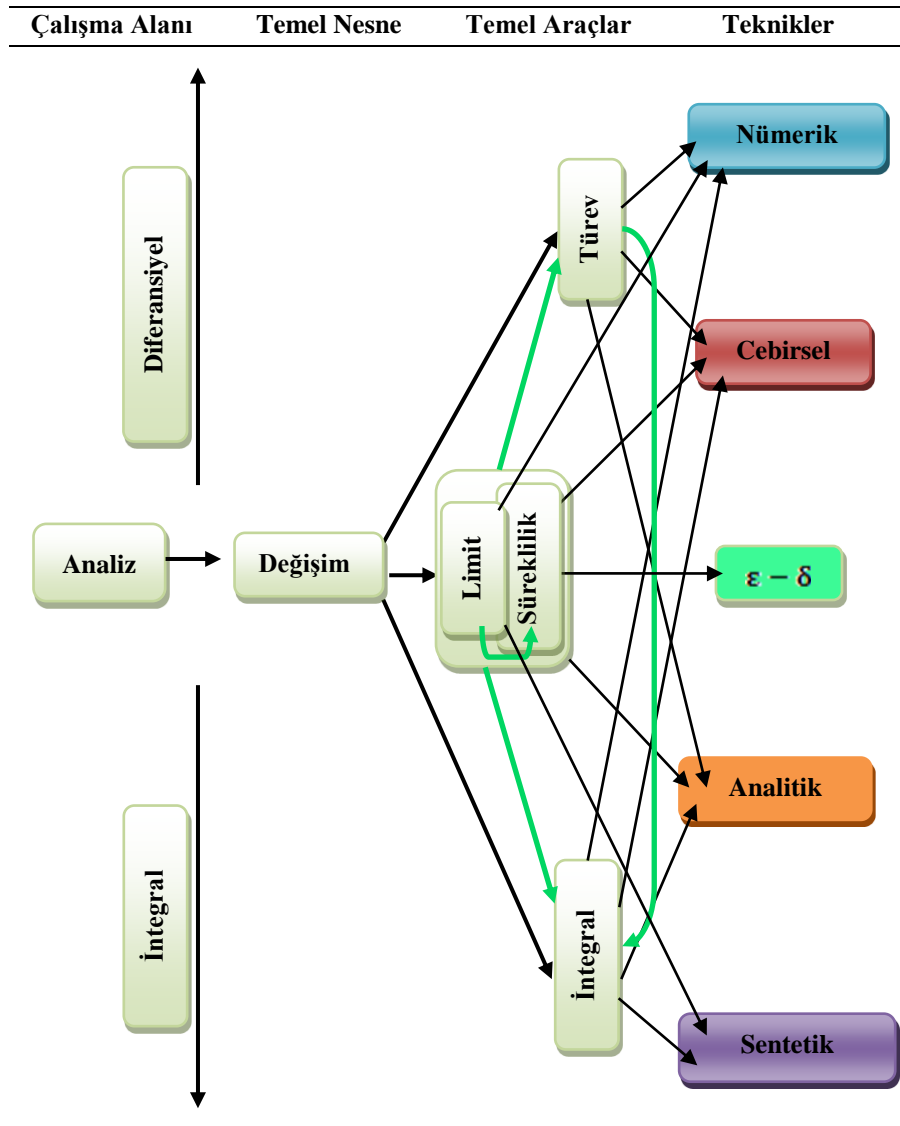 Çalışma Alanı
Temel Nesne
Temel Araçlar
Teknikler
Diferansiyel
Analiz
İntegral
Değişim
Türev
Limit
Süreklilik
İntegral
Nümerik
Cebirsel
ε – δ
Analitik
Sentetik